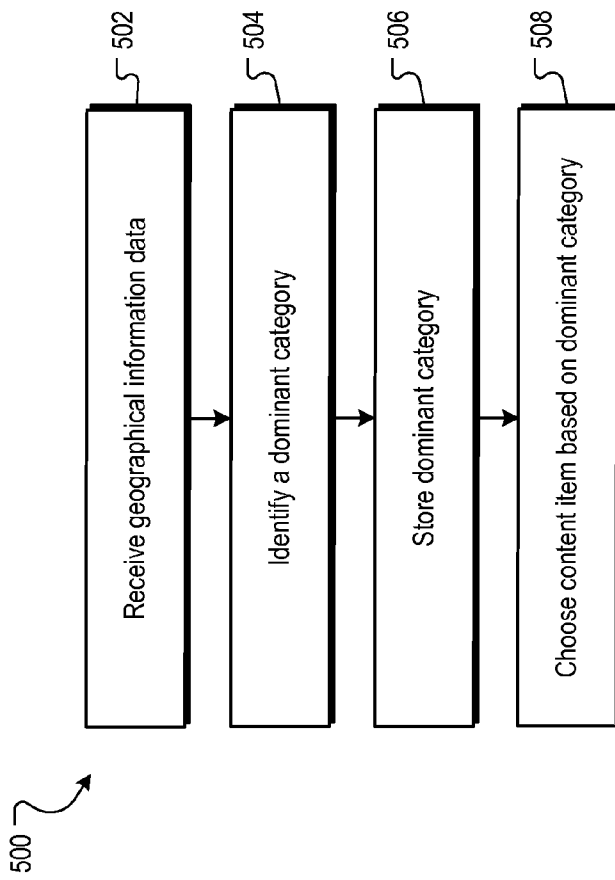 500
Receive geographical information data
502
Identify a dominant category
504
Store dominant category
506
Choose content item based on dominant category
508